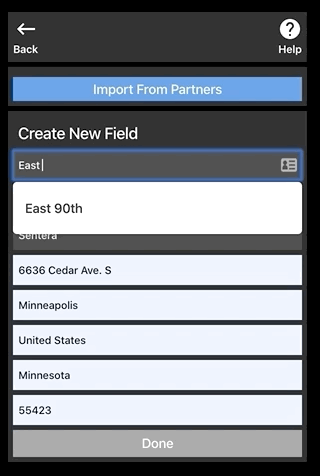 Back
Help
Import From Partners
Create New Field
East
East 90th
Sentera
6636 Cedar Ave. S
Minneapolis
United States
Minnesota
55423
Done